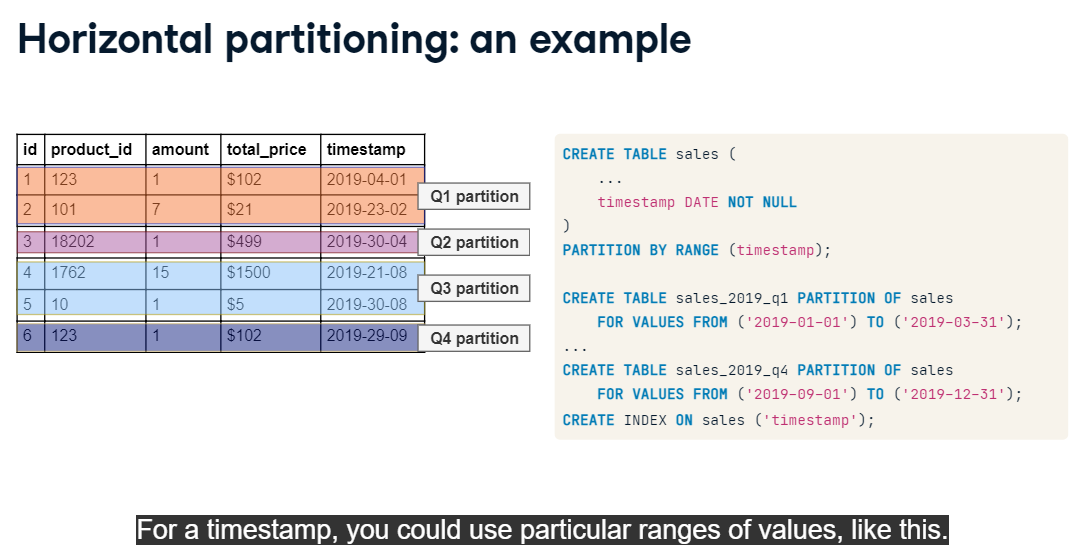 Horizontal partitioning: an example
id product_id amount total_price timestamp
1 123 1 $102 2019-04-01
2 101 7 $21 2019-23-02
Q1 partition
3 18202 1 $499 2019-30-04
Q2 partition
4 1762 15 $1500 2019-21-08
5 10 1 $5 2019-30-08
Q3 partition
6 123 1 $102 2019-29-09
Q4 partition
CREATE TABLE sales (
...
timestamp DATE NOT NULL
)
PARTITION BY RANGE (timestamp);
CREATE TABLE sales_2019_q1 PARTITION OF sales
FOR VALUES FROM ('2019-01-01') TO ('2019-03-31');
...
CREATE TABLE sales_2019_q4 PARTITION OF sales
FOR VALUES FROM ('2019-09-01') TO ('2019-12-31');
CREATE INDEX ON sales ('timestamp');
For a timestamp, you could use particular ranges of values, like this.